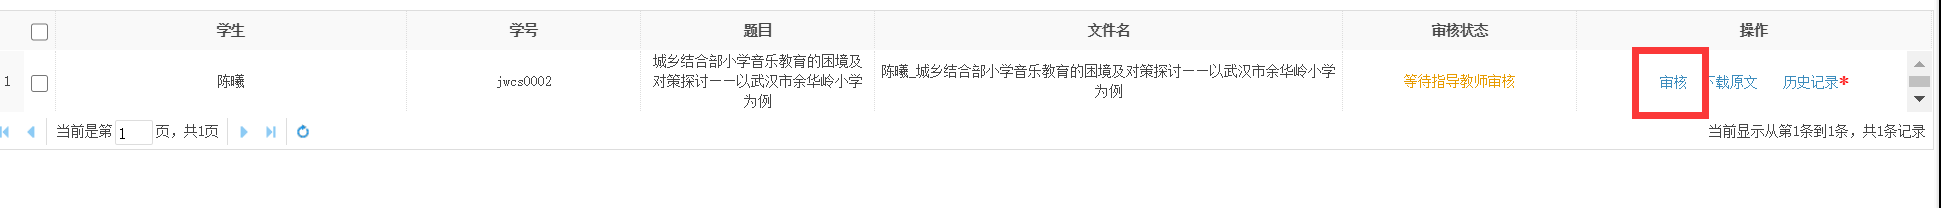 学生 学号 题目 文件名 审核状态 操作
1 陈曦 jwcs0002 城乡结合部小学音乐教育的困境及
对策探讨——以武汉市余华岭小学
为例
陈曦_城乡结合部小学音乐教育的困境及对策探讨——以武汉市余华岭小学
为例
等待指导教师审核
审核 下载原文 历史记录*
当前是第 1 页，共1页 当前显示从第1条到1条，共1条记录